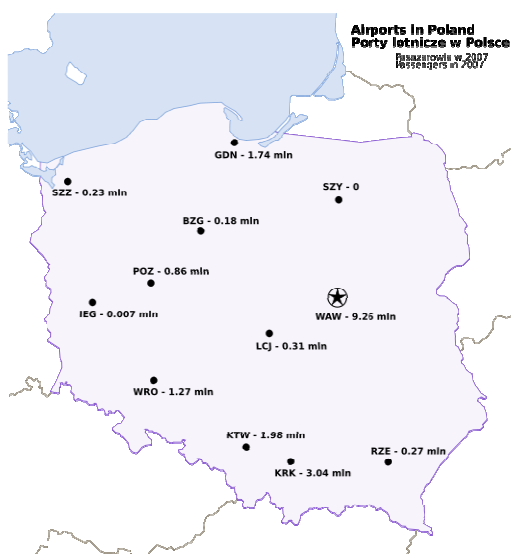 Airports in Poland
Porty lotnicze w Polsce
Pasażerowie w 2007
Passengers in 2007
GDN - 1.74 mln
SZZ - 0.23 mln
SZY - 0
BZG - 0.18 mln
POZ - 0.86 mln
IEG - 0.007 mln
WAW - 9.26 mln
LCJ - 0.31 mln
WRO - 1.27 mln
KTW - 1.98 mln
RZE - 0.27 mln
KRK - 3.04 mln